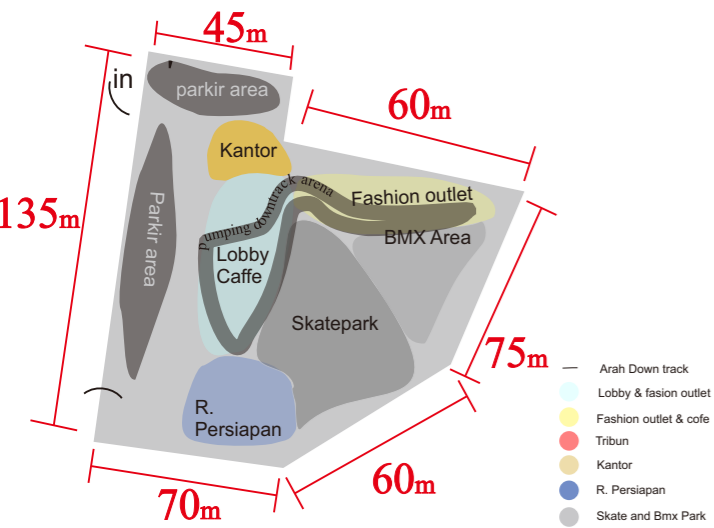 45m
in
parkir area
60m
Kantor
135m
Parkir area
pumping downtrack arena
Fashion outlet
BMX Area
Lobby
Caffe
Skatepark
75m
R.
Persiapan
70m
60m
Arah Down track
Lobby & fasion outlet
Fashion outlet & cofe
Tribun
Kantor
R. Persiapan
Skate and Bmx Park